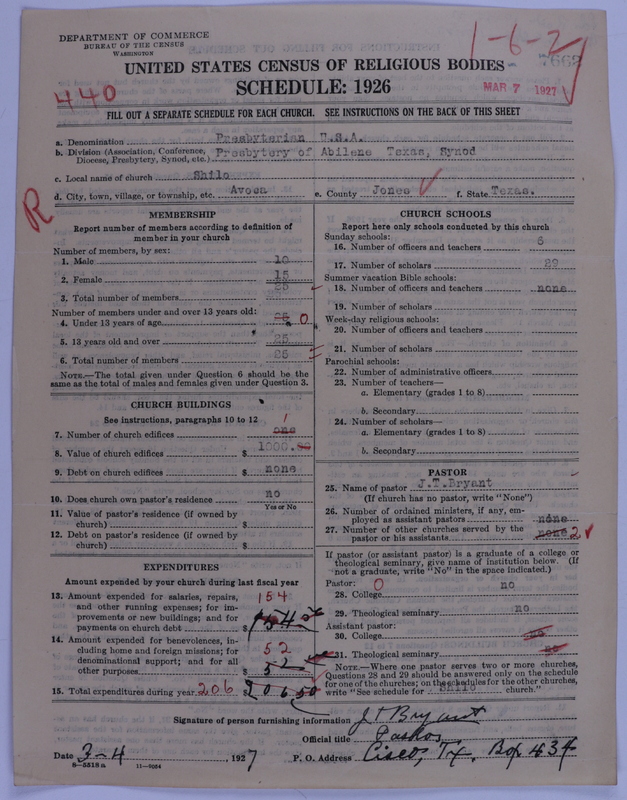 DEPARTMENT OF COMMERCE
BUREAU OF THE CENSUS
WASHINGTON
1-6-2
7662
UNITED STATES CENSUS OF RELIGIOUS BODIES
SCHEDULE: 1926
MAR 7 1927
440
FILL OUT A SEPARATE SCHEDULE FOR EACH CHURCH. SEE INSTRUCTIONS ON THE BACK OF THIS SHEET
a. Denomination Presbyterian U.S.A.
b. Division (Association, Conference, Diocese, Presbytery, Synod, etc.) Presbytery of Abilene Texas, Synod
c. Local name of church Shilo
d. City, town, village, or township, etc. Avoca e. County Jones f. State Texas.
R
MEMBERSHIP
Report number of members according to definition of
member in your church
Number of members, by sex:
1. Male 10
2. Female 15
3. Total number of members 25
Number of members under and over 13 years old:
4. Under 13 years of age 0
5. 13 years old and over 25
6. Total number of members 25
NOTE.—The total given under Question 6 should be the
same as the total of males and females given under Question 3.
CHURCH BUILDINGS
See instructions, paragraphs 10 to 12
7. Number of church edifices one 1
8. Value of church edifices $ 1000.00
9. Debt on church edifices $ none
10. Does church own pastor's residence no
Yes or No
11. Value of pastor's residence (if owned by
church) $
12. Debt on pastor's residence (if owned by
church) $
EXPENDITURES
Amount expended by your church during last fiscal year
13. Amount expended for salaries, repairs, 154
and other running expenses; for im-
provements or new buildings; and for
payments on church debt $ 154
14. Amount expended for benevolences, in-
cluding home and foreign missions; for 52
denominational support; and for all
other purposes $ 52
15. Total expenditures during year 206 $ 206 50
CHURCH SCHOOLS
Report here only schools conducted by this church
Sunday schools:
16. Number of officers and teachers 6
17. Number of scholars 29
Summer vacation Bible schools:
18. Number of officers and teachers none
19. Number of scholars
Week-day religious schools:
20. Number of officers and teachers
21. Number of scholars
Parochial schools:
22. Number of administrative officers
23. Number of teachers—
a. Elementary (grades 1 to 8)
b. Secondary
24. Number of scholars—
a. Elementary (grades 1 to 8)
b. Secondary
PASTOR
25. Name of pastor J.T.Bryant
(If church has no pastor, write "None")
26. Number of ordained ministers, if any, em-
ployed as assistant pastors none
27. Number of other churches served by the
pastor or his assistants none 2
If pastor (or assistant pastor) is a graduate of a college or
theological seminary, give name of institution below. (If
not a graduate, write "No" in the space indicated.)
Pastor: 0 no
28. College
29. Theological seminary no
Assistant pastor:
30. College no
31. Theological seminary no
NOTE.—Where one pastor serves two or more churches,
Questions 28 and 29 should be answered only on the schedule
for one of the churches; on the schedules for the other churches,
write "See schedule for Shilo church."
Signature of person furnishing information J T Bryant
Official title Pastor
Date 3-4, 1927 P. O. Address Cisco, Tx, Box 434
8—5518a 11—9084